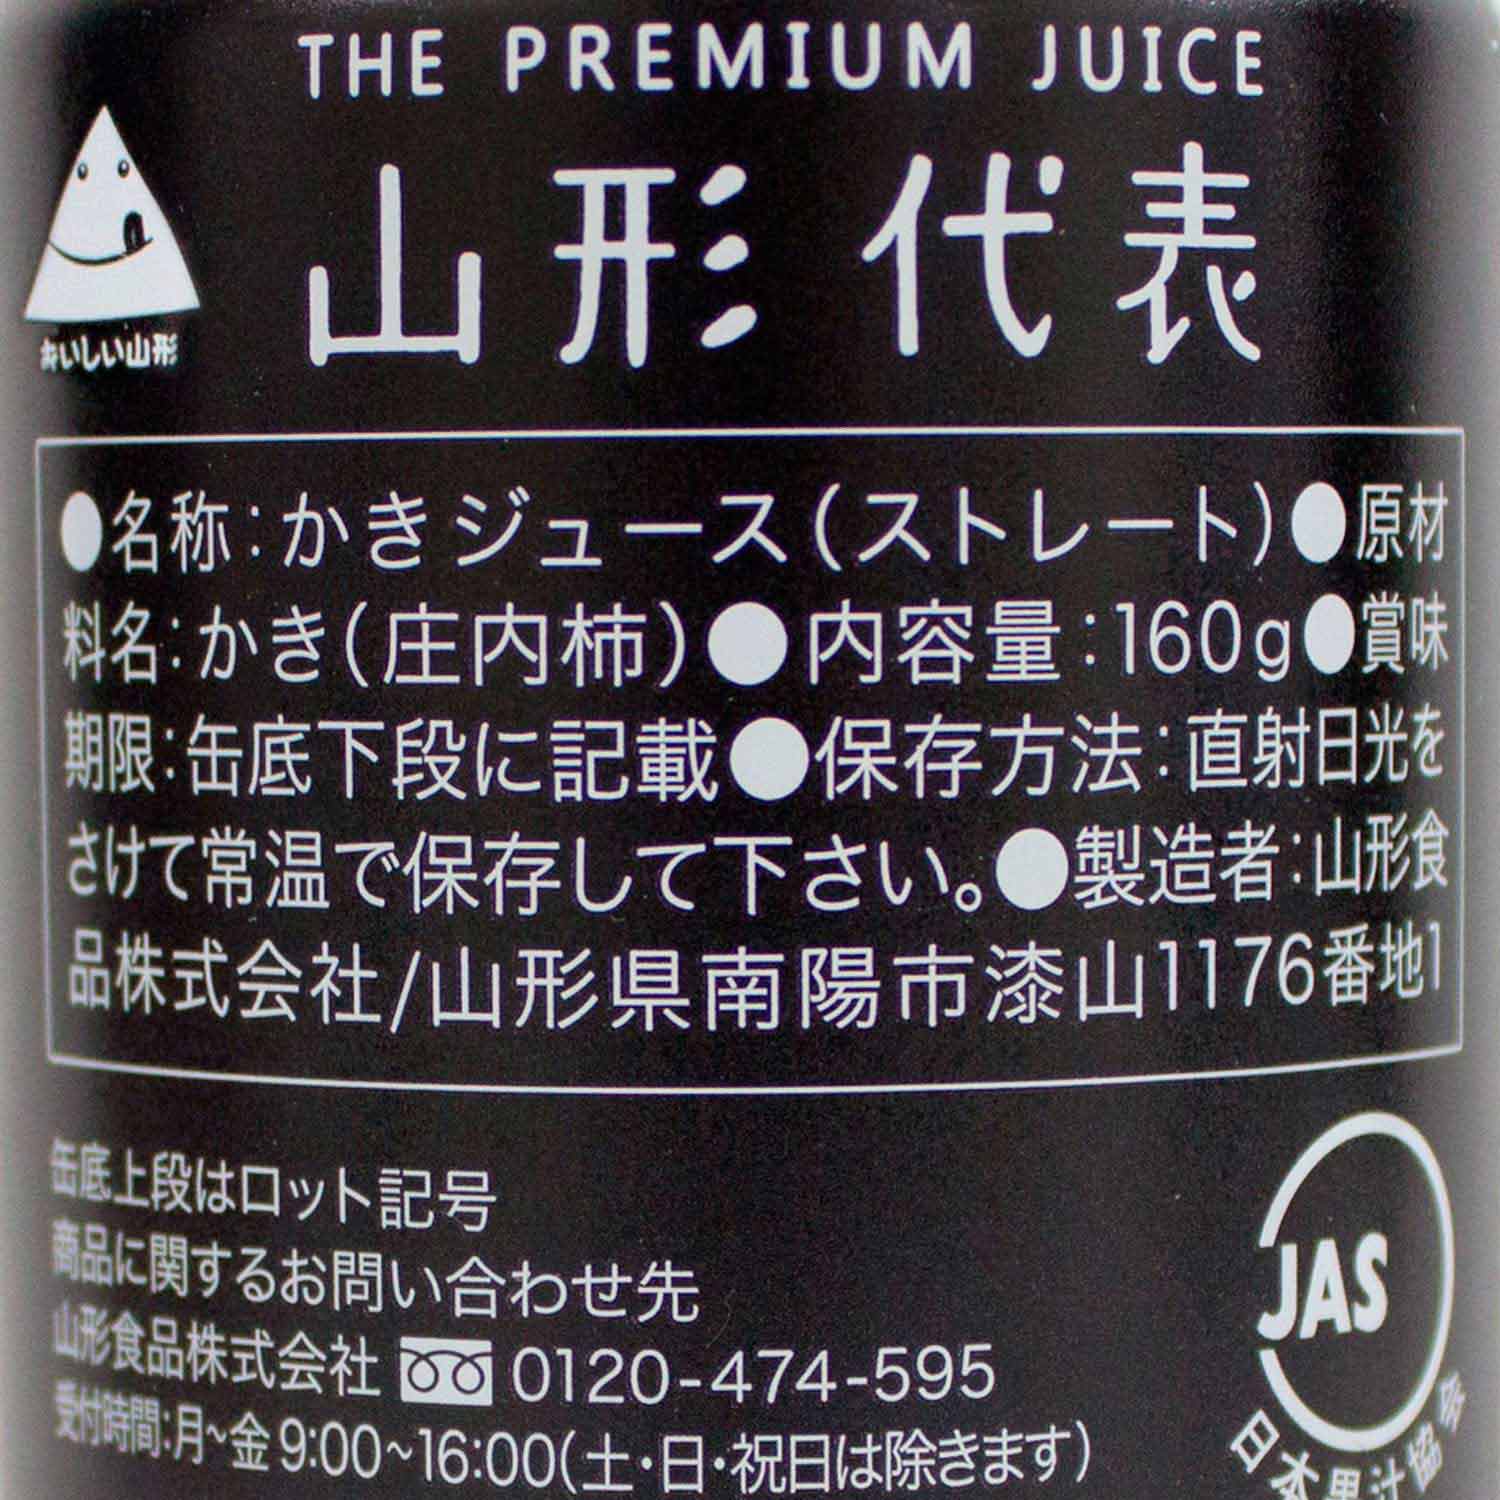 THE PREMIUM JUICE
山形代表
おいしい山形
●名称：かきジュース(ストレート)●原材
料名：かき(庄内柿)●内容量：160g●賞味
期限：缶底下段に記載●保存方法：直射日光を
さけて常温で保存して下さい。●製造者：山形食
品株式会社/山形県南陽市漆山1176番地1
缶底上段はロット記号
商品に関するお問い合わせ先
山形食品株式会社 0120-474-595
受付時間：月~金 9:00~16:00(土・日・祝日は除きます)
JAS
日本果汁協会